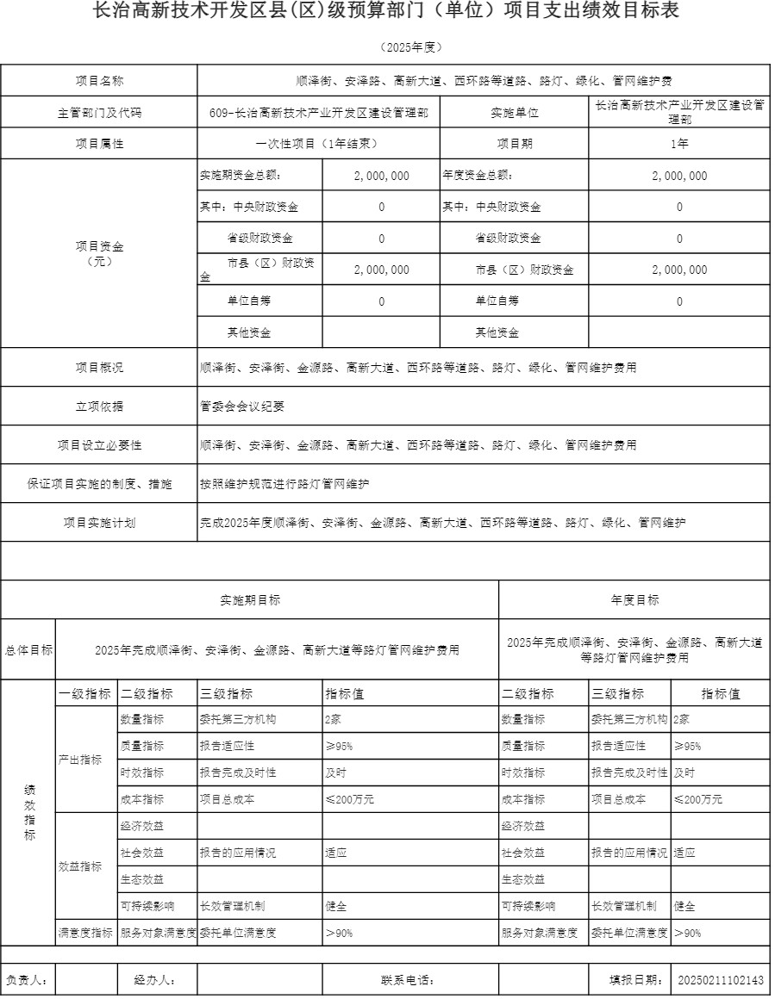 长治高新技术开发区县(区)级预算部门（单位）项目支出绩效目标表
（2025年度）
项目名称 顺泽街、安泽路、高新大道、西环路等道路、路灯、绿化、管网维护费
主管部门及代码 609-长治高新技术产业开发区建设管理部 实施单位 长治高新技术产业开发区建设管
理部
项目属性 一次性项目（1年结束） 项目期 1年
项目资金
（元）
实施期资金总额： 2,000,000 年度资金总额： 2,000,000
其中：中央财政资金 0 其中：中央财政资金 0
省级财政资金 0 省级财政资金 0
市县（区）财政资
金 2,000,000 市县（区）财政资金 2,000,000
单位自筹 0 单位自筹 0
其他资金 其他资金
项目概况 顺泽街、安泽街、金源路、高新大道、西环路等道路、路灯、绿化、管网维护费用
立项依据 管委会会议纪要
项目设立必要性 顺泽街、安泽街、金源路、高新大道、西环路等道路、路灯、绿化、管网维护费用
保证项目实施的制度、措施 按照维护规范进行路灯管网维护
项目实施计划 完成2025年度顺泽街、安泽街、金源路、高新大道、西环路等道路、路灯、绿化、管网维护
实施期目标 年度目标
总体目标 2025年完成顺泽街、安泽街、金源路、高新大道等路灯管网维护费用 2025年完成顺泽街、安泽街、金源路、高新大道
等路灯管网维护费用
绩
效
指
标
一级指标 二级指标 三级指标 指标值 二级指标 三级指标 指标值
产出指标
数量指标 委托第三方机构 2家 数量指标 委托第三方机构 2家
质量指标 报告适应性 ≥95% 质量指标 报告适应性 ≥95%
时效指标 报告完成及时性 及时 时效指标 报告完成及时性 及时
成本指标 项目总成本 ≤200万元 成本指标 项目总成本 ≤200万元
效益指标
经济效益 经济效益
社会效益 报告的应用情况 适应 社会效益 报告的应用情况 适应
生态效益 生态效益
可持续影响 长效管理机制 健全 可持续影响 长效管理机制 健全
满意度指标 服务对象满意度 委托单位满意度 >90% 服务对象满意度 委托单位满意度 >90%
负责人： 经办人： 联系电话： 填报日期： 20250211102143